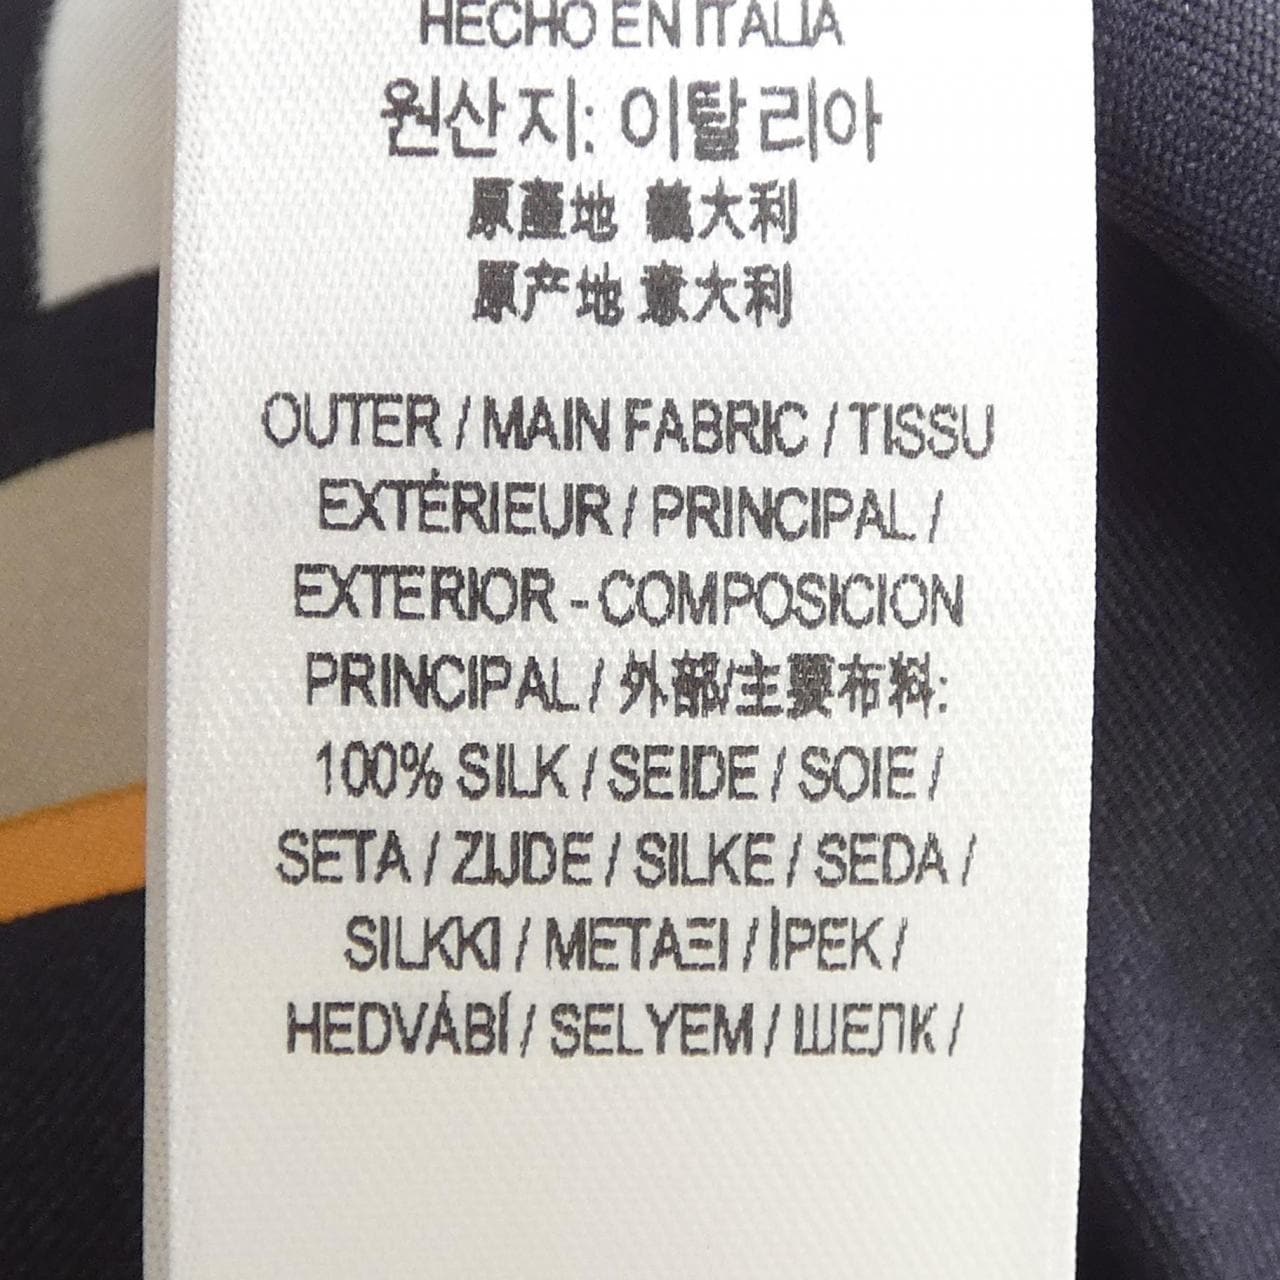 HECHO EN ITALIA
원산지: 이탈리아
原產地 義大利
原产地 意大利
OUTER / MAIN FABRIC / TISSU
EXTÉRIEUR / PRINCIPAL /
EXTERIOR - COMPOSICION
PRINCIPAL / 外部/主要布料:
100% SILK / SEIDE / SOIE /
SETA / ZIJDE / SILKE / SEDA /
SILKKI / ΜΕΤΑΞΙ / İPEK /
HEDVÁBÍ / SELYEM / ШЕЛК /